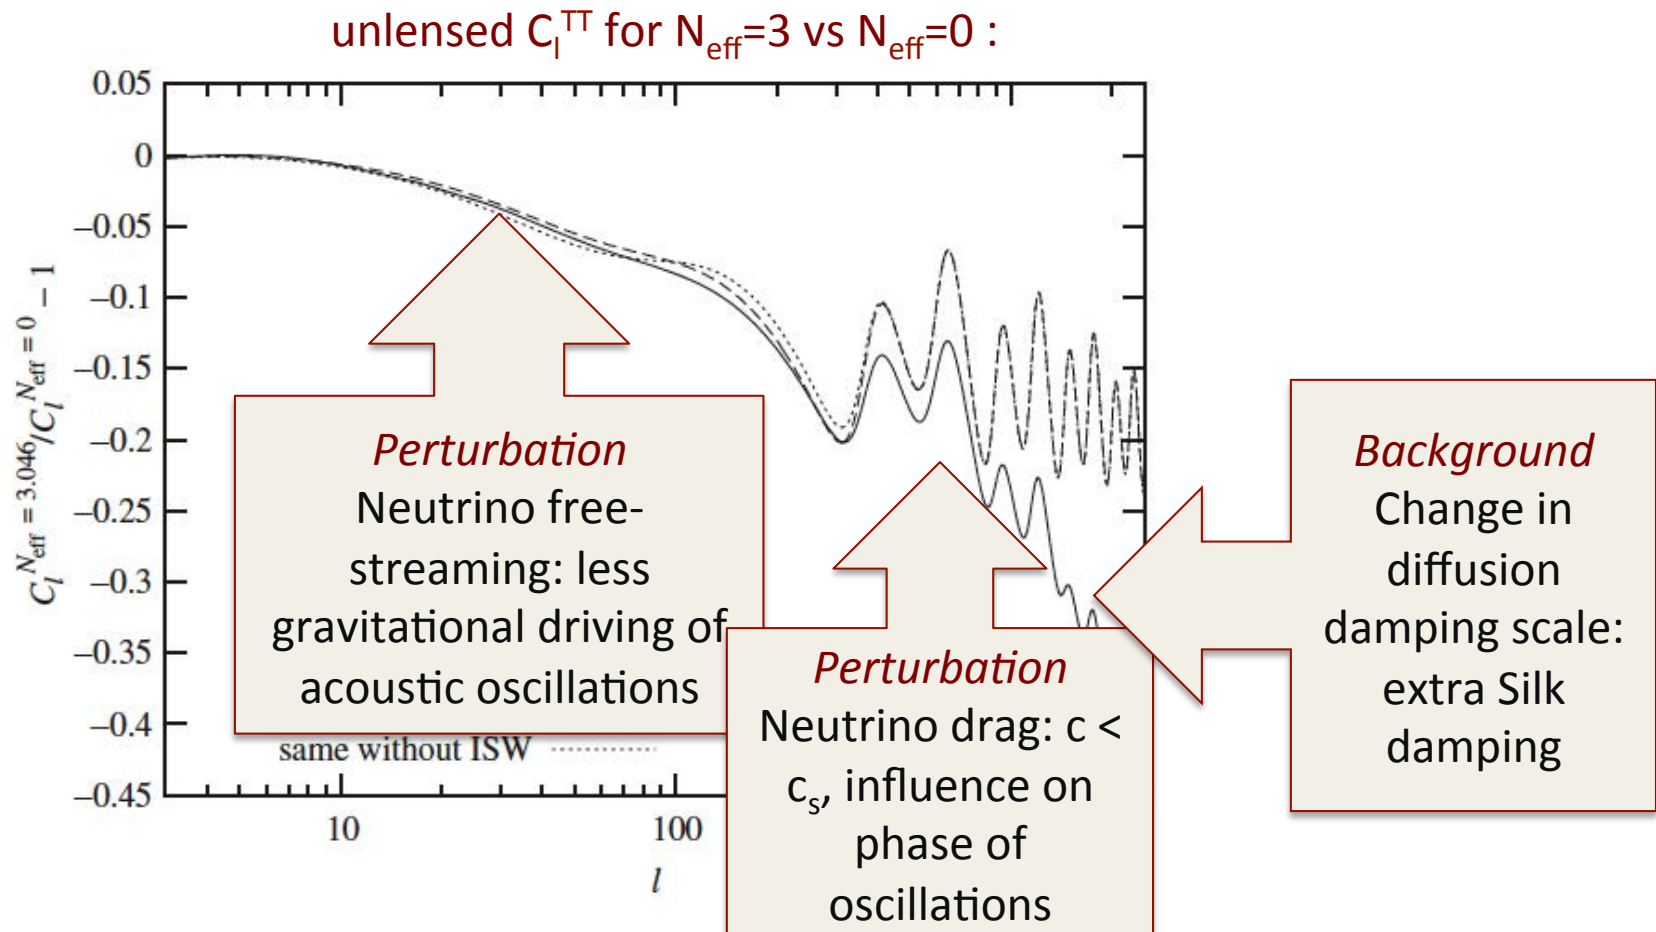 unlensed C_l^TT for N_eff=3 vs N_eff=0 :
0.05
0
−0.05
−0.1
−0.15
−0.2
−0.25
−0.3
−0.35
−0.4
−0.45
C_l^{N_eff = 3.046}/C_l^{N_eff = 0} − 1
Perturbation
Neutrino free-
streaming: less
gravitational driving of
acoustic oscillations
same without ISW
Perturbation
Neutrino drag: c <
c_s, influence on
phase of
oscillations
Background
Change in
diffusion
damping scale:
extra Silk
damping
10
100
l